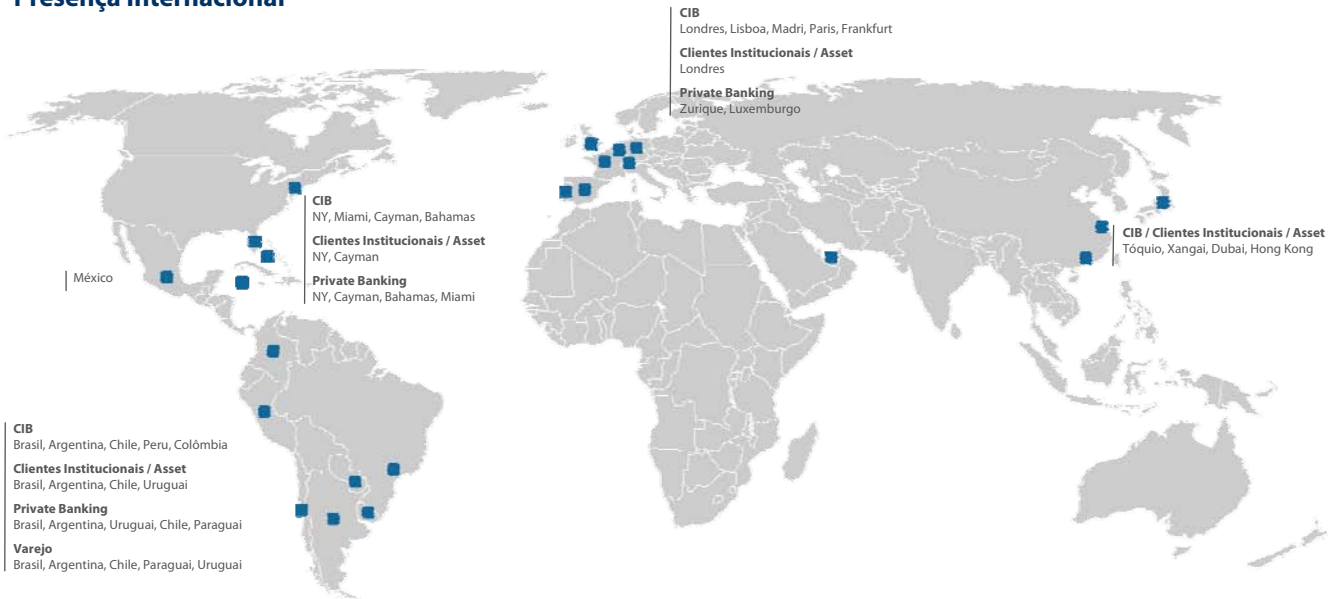 Presença Internacional
CIB
Londres, Lisboa, Madri, Paris, Frankfurt
Clientes Institucionais / Asset
Londres
Private Banking
Zurique, Luxemburgo
CIB
NY, Miami, Cayman, Bahamas
Clientes Institucionais / Asset
NY, Cayman
Private Banking
NY, Cayman, Bahamas, Miami
CIB / Clientes Institucionais / Asset
Tóquio, Xangai, Dubai, Hong Kong
México
CIB
Brasil, Argentina, Chile, Peru, Colômbia
Clientes Institucionais / Asset
Brasil, Argentina, Chile, Uruguai
Private Banking
Brasil, Argentina, Uruguai, Chile, Paraguai
Varejo
Brasil, Argentina, Chile, Paraguai, Uruguai